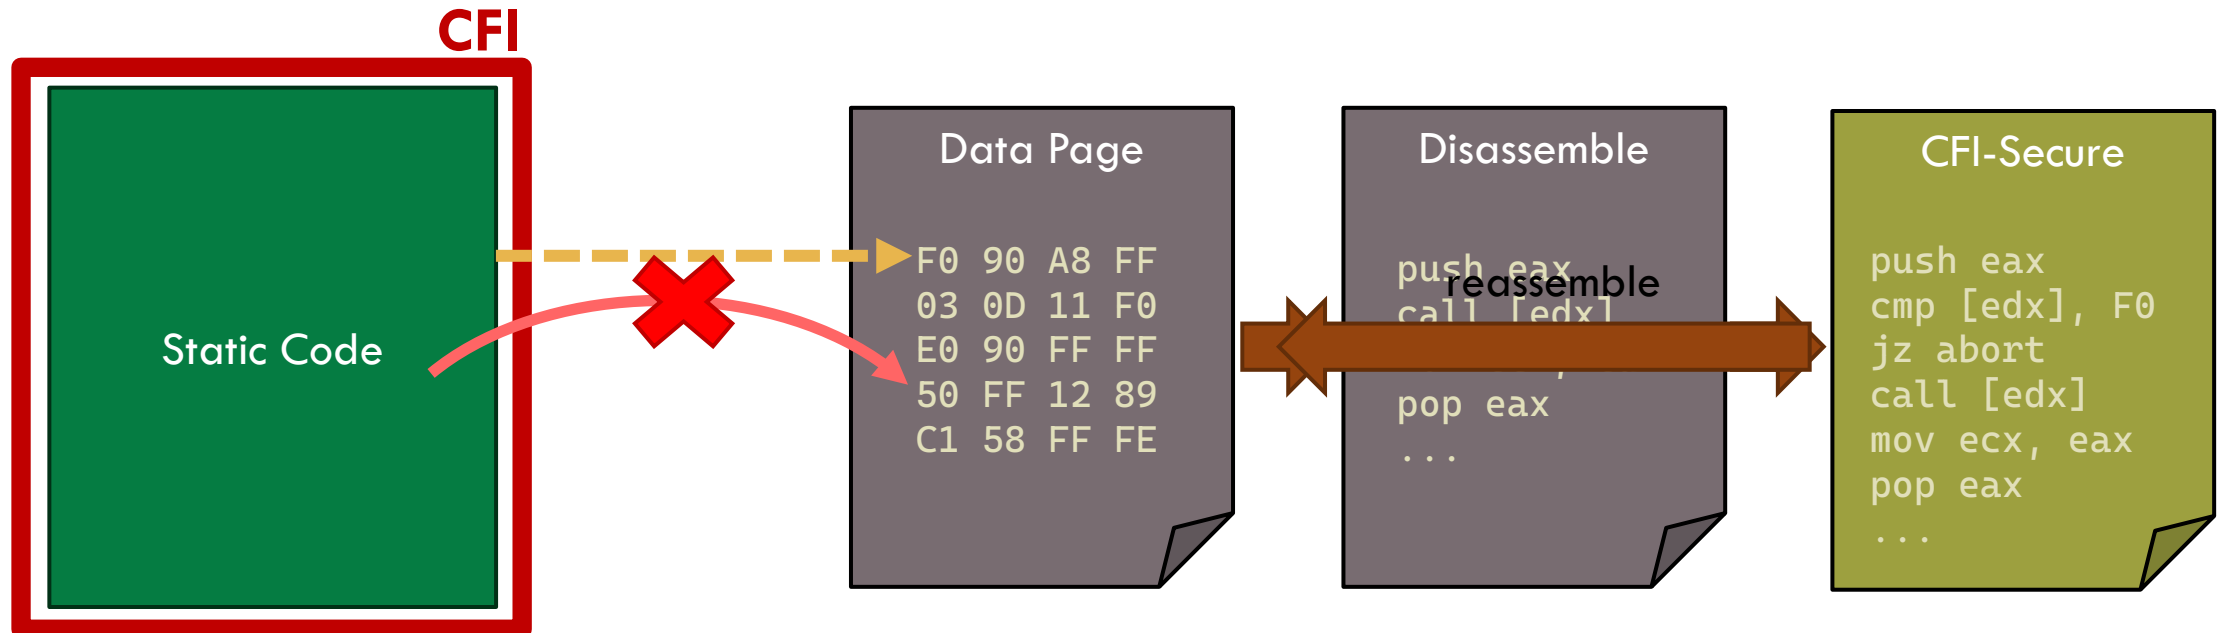 CFI
Static Code
Data Page
F0 90 A8 FF
03 0D 11 F0
E0 90 FF FF
50 FF 12 89
C1 58 FF FE
Disassemble
push eax
reassemble
call [edx]
pop eax
...
CFI-Secure
push eax
cmp [edx], F0
jz abort
call [edx]
mov ecx, eax
pop eax
...